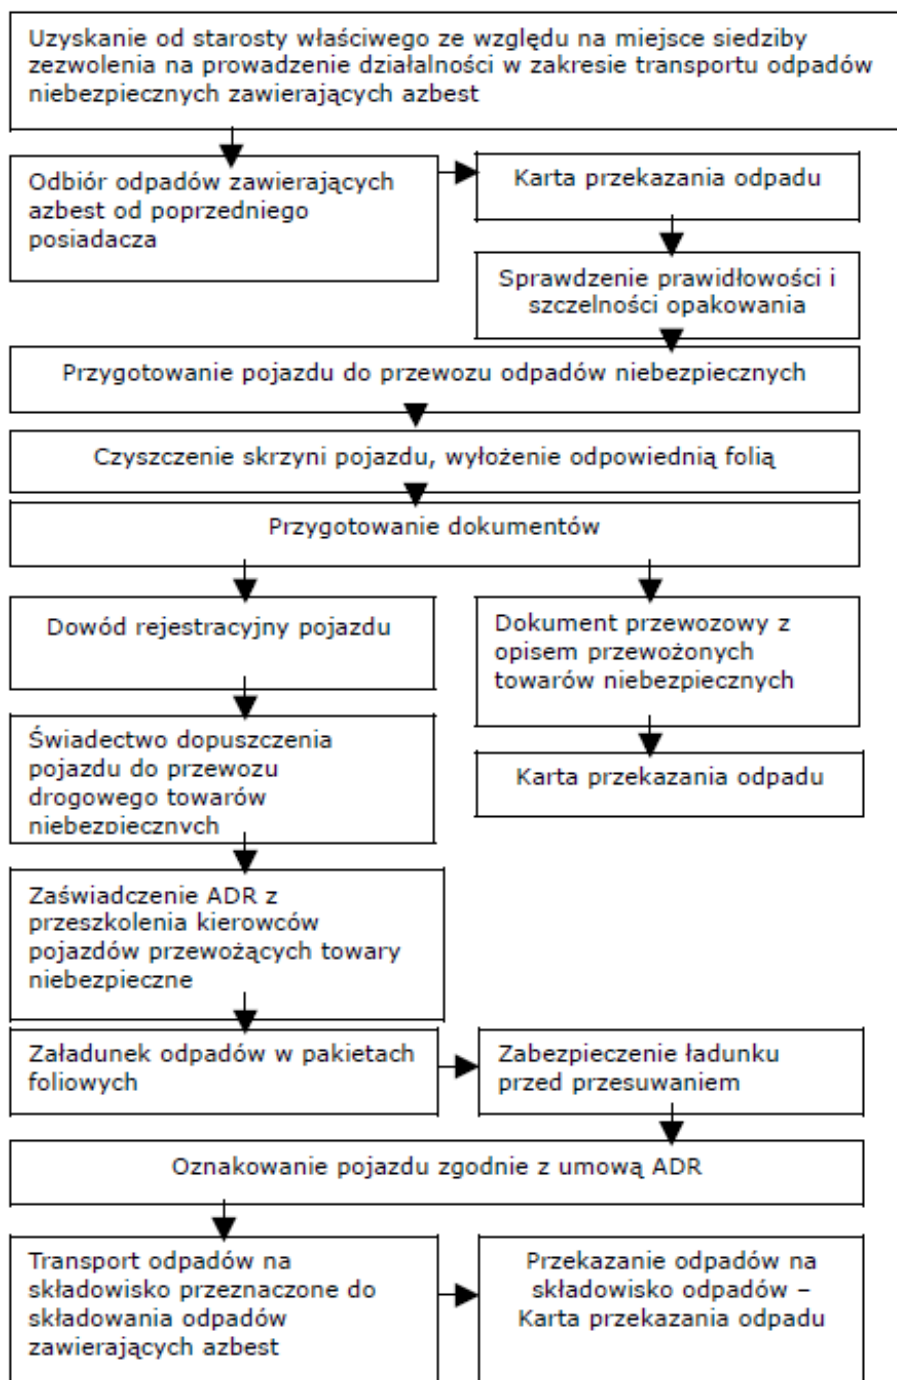 Uzyskanie od starosty właściwego ze względu na miejsce siedziby
zezwolenia na prowadzenie działalności w zakresie transportu odpadów
niebezpiecznych zawierających azbest
Odbiór odpadów zawierających
azbest od poprzedniego
posiadacza
Karta przekazania odpadu
Sprawdzenie prawidłowości i
szczelności opakowania
Przygotowanie pojazdu do przewozu odpadów niebezpiecznych
Czyszczenie skrzyni pojazdu, wyłożenie odpowiednią folią
Przygotowanie dokumentów
Dowód rejestracyjny pojazdu
Świadectwo dopuszczenia
pojazdu do przewozu
drogowego towarów
niebezpiecznych
Zaświadczenie ADR z
przeszkolenia kierowców
pojazdów przewożących towary
niebezpieczne
Dokument przewozowy z
opisem przewożonych
towarów niebezpiecznych
Karta przekazania odpadu
Załadunek odpadów w pakietach
foliowych
Zabezpieczenie ładunku
przed przesuwaniem
Oznakowanie pojazdu zgodnie z umową ADR
Transport odpadów na
składowisko przeznaczone do
składowania odpadów
zawierających azbest
Przekazanie odpadów na
składowisko odpadów –
Karta przekazania odpadu